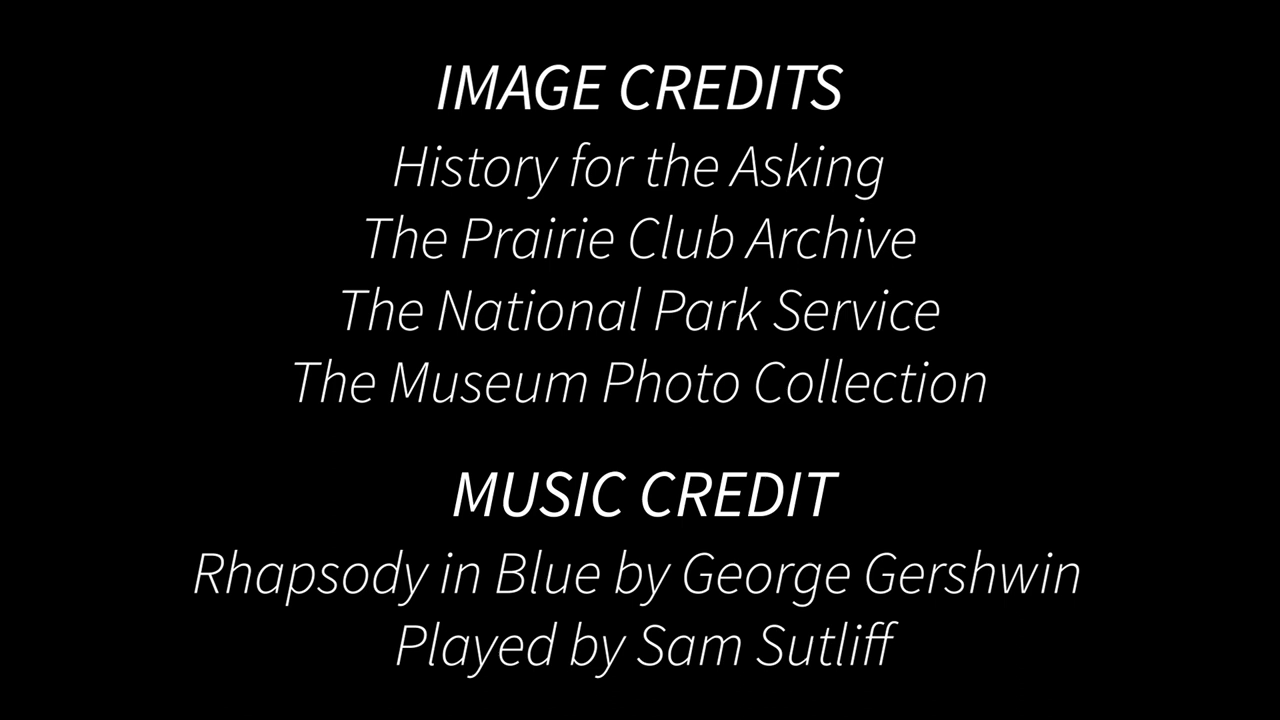 IMAGE CREDITS
History for the Asking
The Prairie Club Archive
The National Park Service
The Museum Photo Collection
MUSIC CREDIT
Rhapsody in Blue by George Gershwin
Played by Sam Sutliff